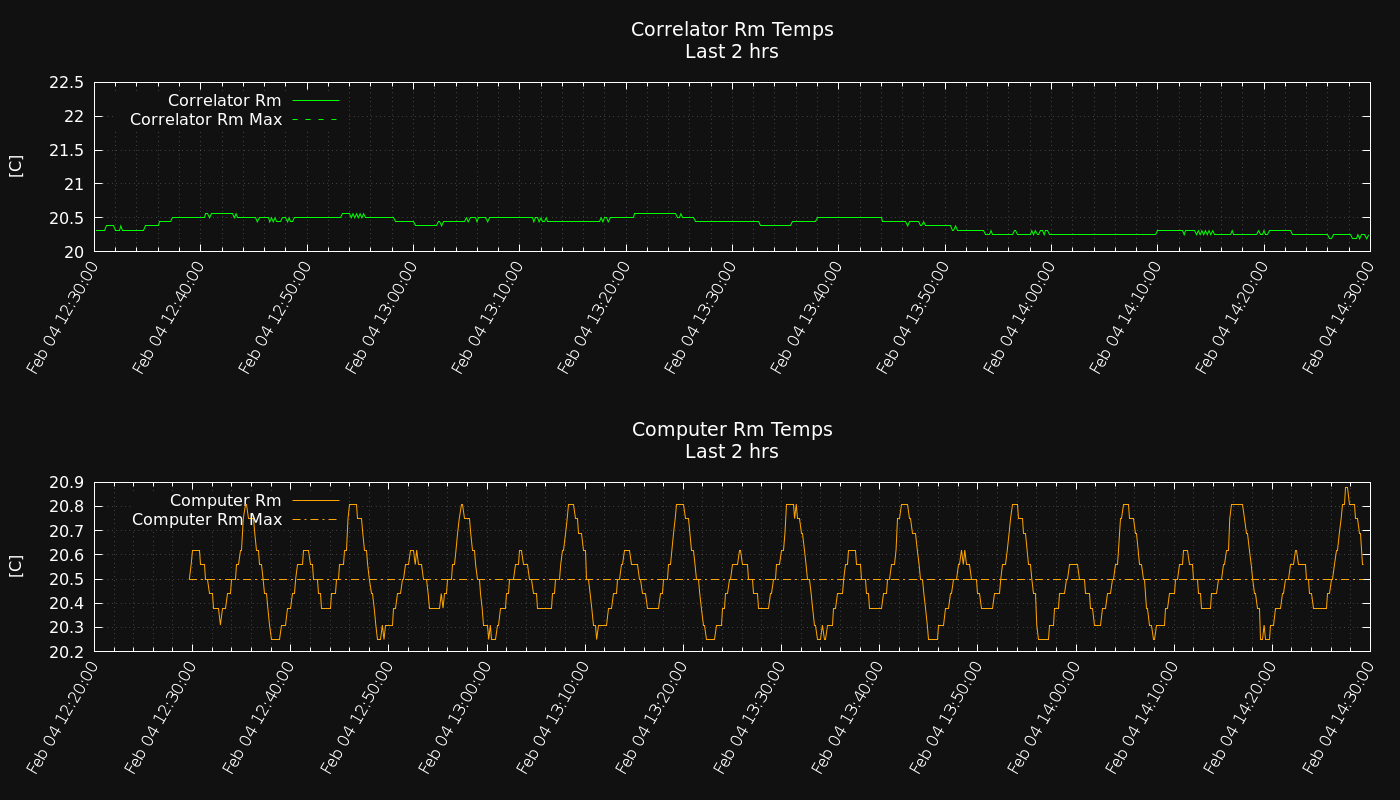 Correlator Rm Temps
Last 2 hrs
22.5
22
21.5
21
20.5
20
[C]
Correlator Rm
Correlator Rm Max
Feb 04 12:30:00
Feb 04 12:40:00
Feb 04 12:50:00
Feb 04 13:00:00
Feb 04 13:10:00
Feb 04 13:20:00
Feb 04 13:30:00
Feb 04 13:40:00
Feb 04 13:50:00
Feb 04 14:00:00
Feb 04 14:10:00
Feb 04 14:20:00
Feb 04 14:30:00
Computer Rm Temps
Last 2 hrs
20.9
20.8
20.7
20.6
20.5
20.4
20.3
20.2
[C]
Computer Rm
Computer Rm Max
Feb 04 12:20:00
Feb 04 12:30:00
Feb 04 12:40:00
Feb 04 12:50:00
Feb 04 13:00:00
Feb 04 13:10:00
Feb 04 13:20:00
Feb 04 13:30:00
Feb 04 13:40:00
Feb 04 13:50:00
Feb 04 14:00:00
Feb 04 14:10:00
Feb 04 14:20:00
Feb 04 14:30:00